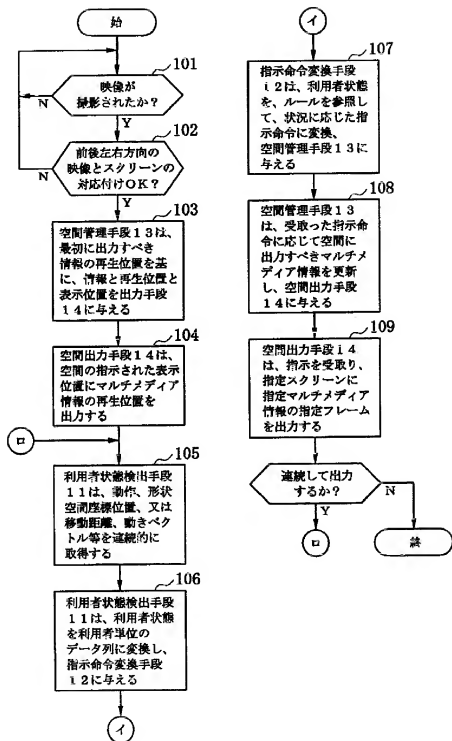 始
101
映像が
撮影されたか?
N
Y
102
前後左右方向の
映像とスクリーンの
対応付けOK?
N
Y
103
空間管理手段13は、
最初に出力すべき
情報の再生位置を基
に、情報と再生位置と
表示位置を出力手段
14に与える
104
空間出力手段14は、
空間の指示された表示
位置にマルチメディア
情報の再生位置を
出力する
ロ
105
利用者状態検出手段
11は、動作、形状
空間座標位置、又は
移動距離、動きベク
トル等を連続的に
取得する
106
利用者状態検出手段
11は、利用者状態
を利用者単位の
データ列に変換し、
指示命令変換手段
12に与える
イ
イ
107
指示命令変換手段
12は、利用者状態
を、ルールを参照し
て、状況に応じた指
示命令に変換、
空間管理手段13に
与える
108
空間管理手段13
は、受取った指示命
令に応じて空間に
出力すべきマルチメ
ディア情報を更新
し、空間出力手段
14に与える
109
空間出力手段14
は、指示を受取り、
指定スクリーンに
指定マルチメディア
情報の指定フレーム
を出力する
連続して出力
するか?
N
Y
ロ